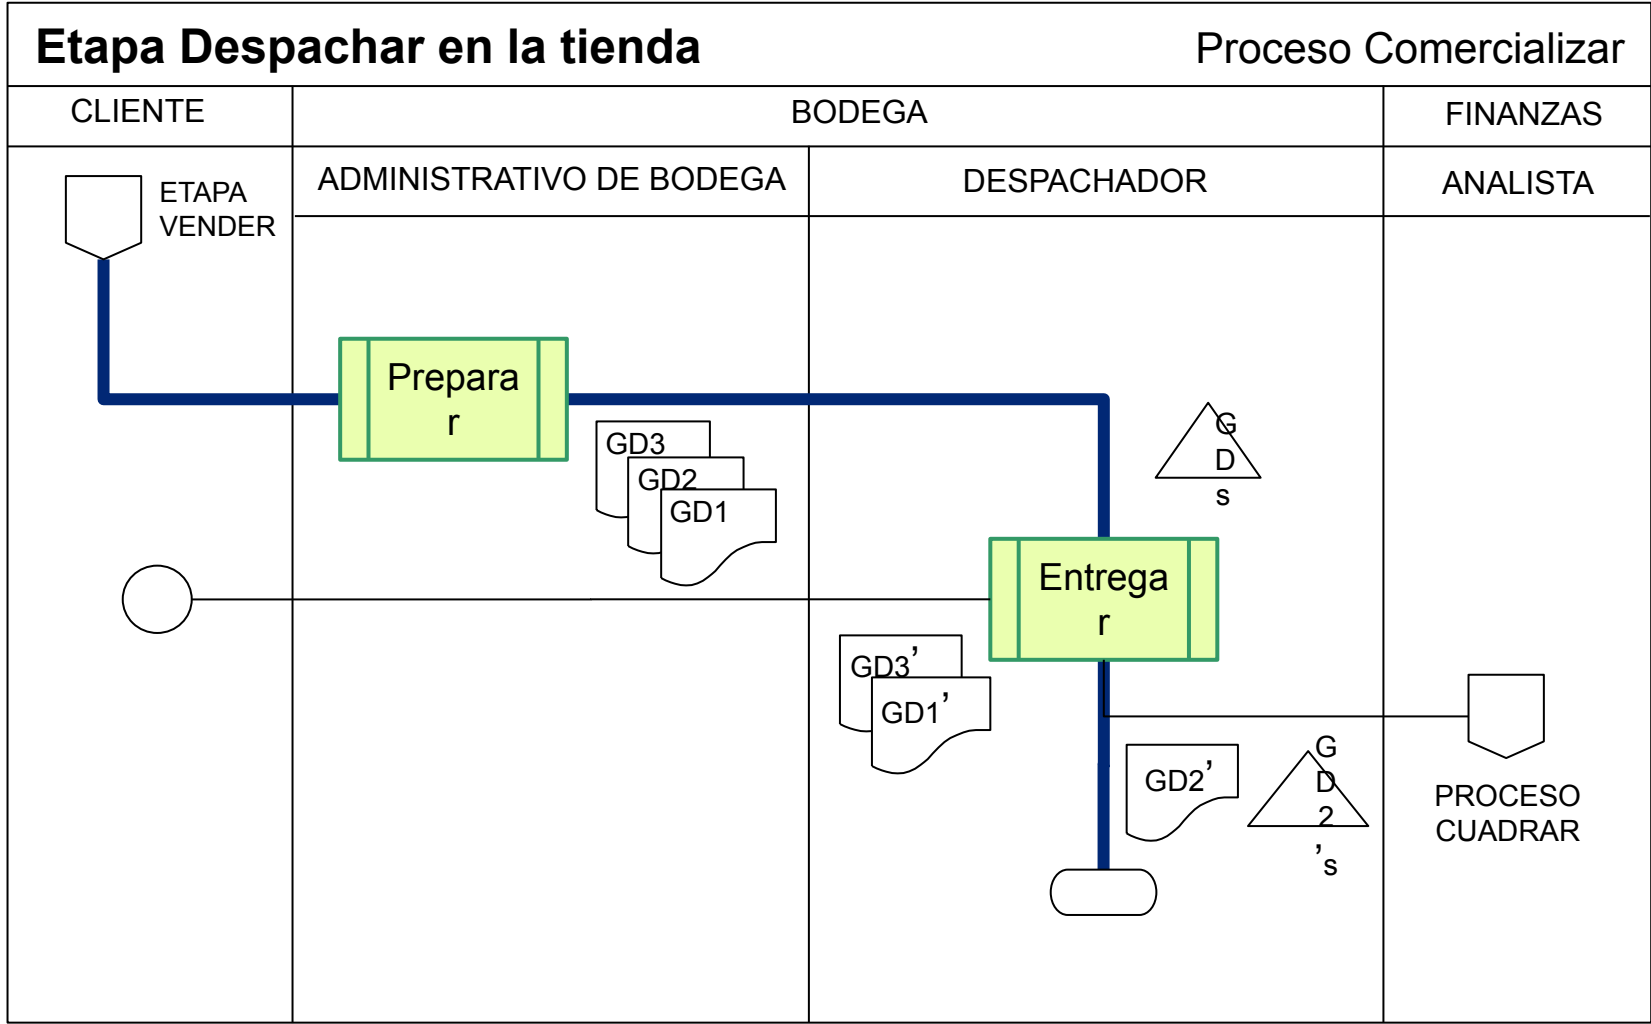 Etapa Despachar en la tienda
Proceso Comercializar
CLIENTE
BODEGA
FINANZAS
ADMINISTRATIVO DE BODEGA
DESPACHADOR
ANALISTA
ETAPA
VENDER
Prepara
r
GD3
GD2
GD1
G
D
s
Entrega
r
GD3’
GD1’
GD2’
G
D
2
’s
PROCESO
CUADRAR